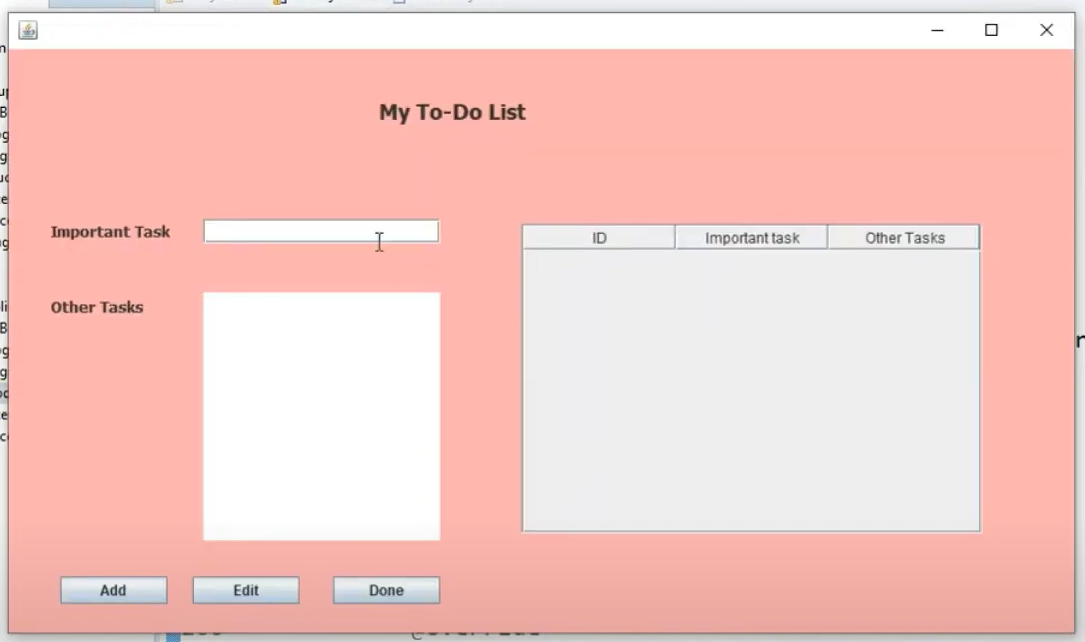 My To-Do List
Important Task
ID Important task Other Tasks
Other Tasks
Add Edit Done